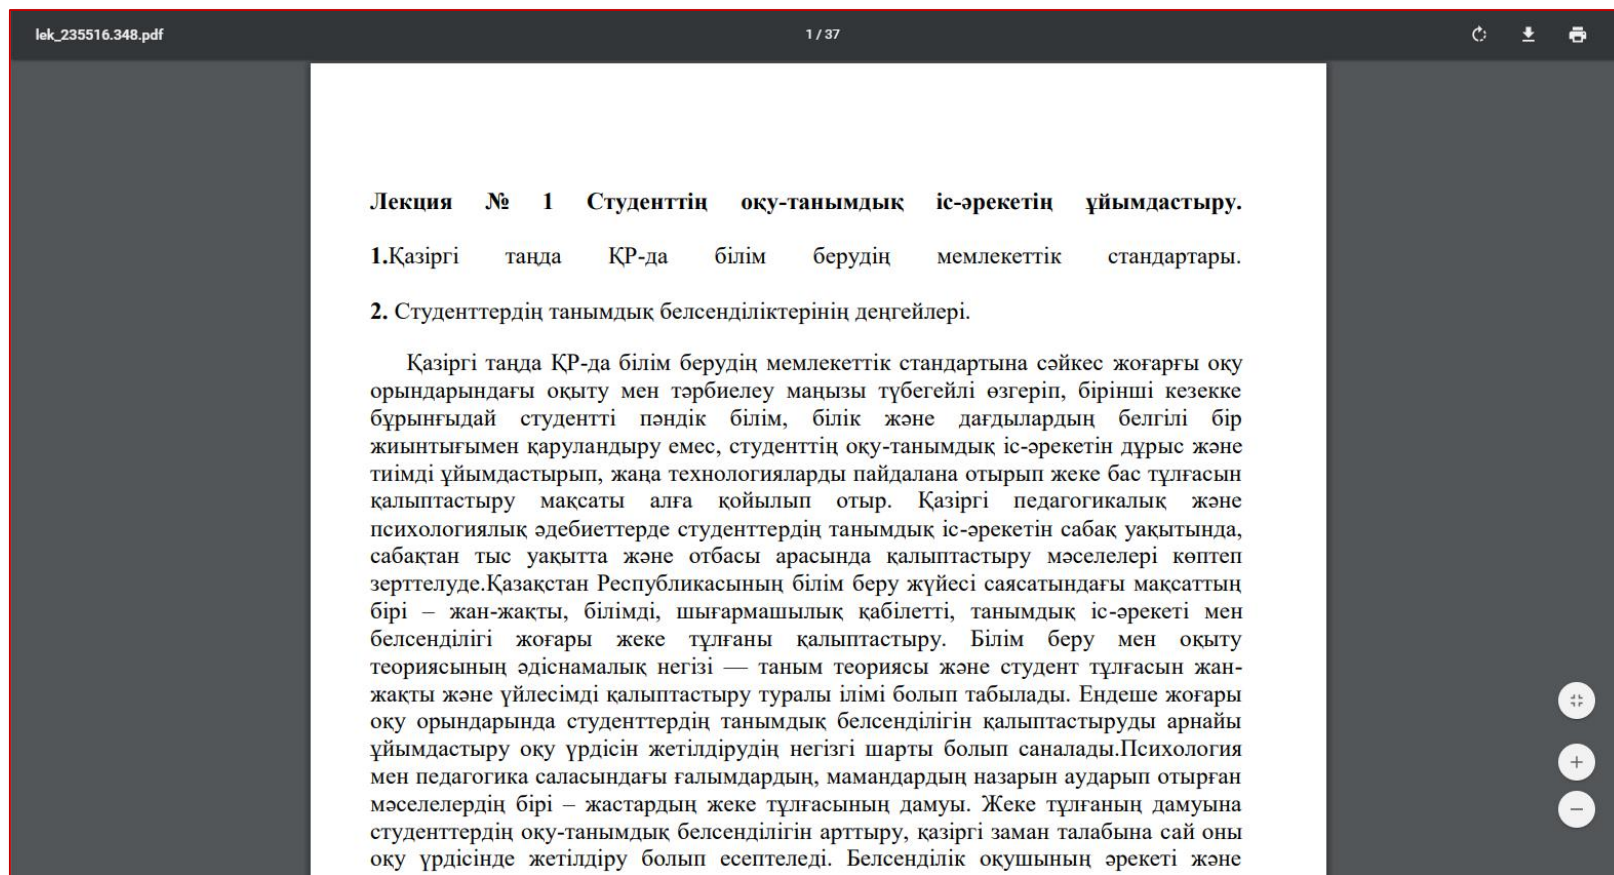 lek_235516.348.pdf
1 / 37
Лекция № 1 Студенттің оқу-танымдық іс-әрекетің ұйымдастыру.
1.Қазіргі таңда ҚР-да білім берудің мемлекеттік стандартары.
2. Студенттердің танымдық белсенділіктерінің деңгейлері.
Қазіргі таңда ҚР-да білім берудің мемлекеттік стандартына сәйкес жоғарғы оқу
орындарындағы оқыту мен тәрбиелеу маңызы түбегейлі өзгеріп, бірінші кезекке
бұрынғыдай студентті пәндік білім, білік және дағдылардың белгілі бір
жиынтығымен қаруландыру емес, студенттің оқу-танымдық іс-әрекетін дұрыс және
тиімді ұйымдастырып, жаңа технологияларды пайдалана отырып жеке бас тұлғасын
қалыптастыру мақсаты алға қойылып отыр. Қазіргі педагогикалық және
психологиялық әдебиеттерде студенттердің танымдық іс-әрекетін сабақ уақытында,
сабақтан тыс уақытта және отбасы арасында қалыптастыру мәселелері көптеп
зерттелуде.Қазақстан Республикасының білім беру жүйесі саясатындағы мақсаттың
бірі – жан-жақты, білімді, шығармашылық қабілетті, танымдық іс-әрекеті мен
белсенділігі жоғары жеке тұлғаны қалыптастыру. Білім беру мен оқыту
теориясының әдіснамалық негізі — таным теориясы және студент тұлғасын жан-
жақты және үйлесімді қалыптастыру туралы ілімі болып табылады. Ендеше жоғары
оқу орындарында студенттердің танымдық белсенділігін қалыптастыруды арнайы
ұйымдастыру оқу үрдісін жетілдірудің негізгі шарты болып саналады.Психология
мен педагогика саласындағы ғалымдардың, мамандардың назарын аударып отырған
мәселелердің бірі – жастардың жеке тұлғасының дамуы. Жеке тұлғаның дамуына
студенттердің оқу-танымдық белсенділігін арттыру, қазіргі заман талабына сай оны
оқу үрдісінде жетілдіру болып есептеледі. Белсенділік оқушының әрекеті және